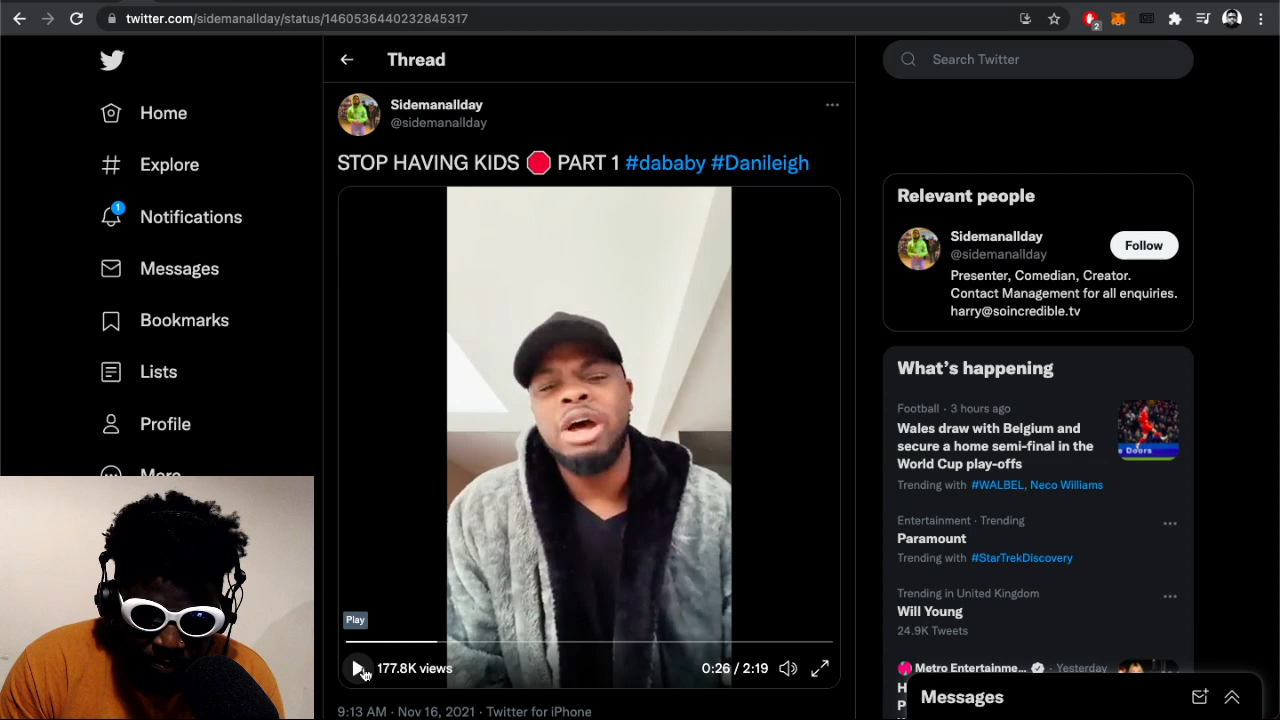 twitter.com/sidemanallday/status/1460536440232845317
2
Home
Explore
1
Notifications
Messages
Bookmarks
Lists
Profile
More
Thread
Sidemanallday
@sidemanallday
STOP HAVING KIDS 🛑 PART 1 #dababy #Danileigh
Play
177.8K views
0:26 / 2:19
9:13 AM · Nov 16, 2021 · Twitter for iPhone
Search Twitter
Relevant people
Sidemanallday
@sidemanallday
Follow
Presenter, Comedian, Creator.
Contact Management for all enquiries.
harry@soincredible.tv
What's happening
Football · 3 hours ago
Wales draw with Belgium and
secure a home semi-final in the
World Cup play-offs
Trending with #WALBEL, Neco Williams
e Doors
Entertainment · Trending
Paramount
Trending with #StarTrekDiscovery
Trending in United Kingdom
Will Young
24.9K Tweets
Metro Entertainme... · Yesterday
Messages